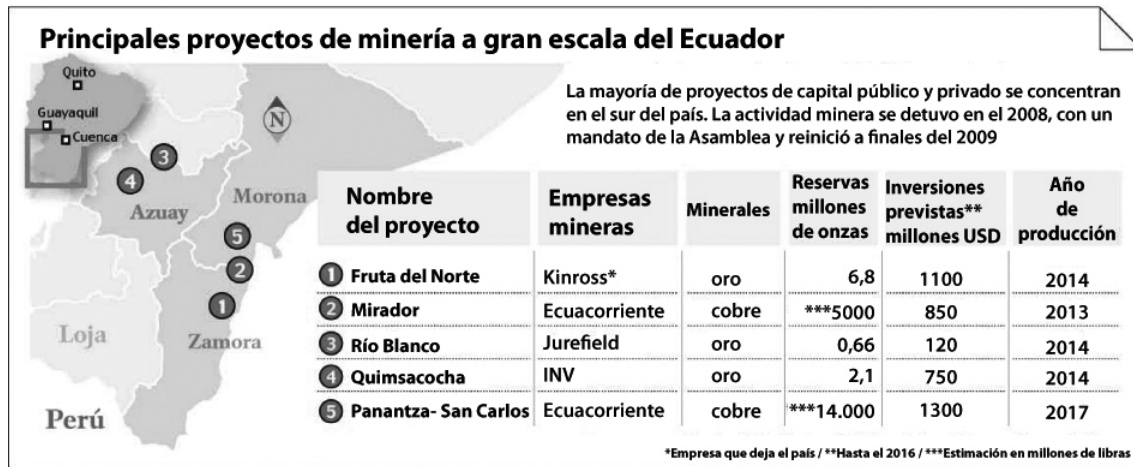 Principales proyectos de minería a gran escala del Ecuador
La mayoría de proyectos de capital público y privado se concentran
en el sur del país. La actividad minera se detuvo en el 2008, con un
mandato de la Asamblea y reinició a finales del 2009
Quito
Guayaquil
Cuenca
N
3
4
Azuay
Morona
5
2
1
Loja
Zamora
Perú
Nombre del proyecto Empresas mineras Minerales Reservas millones de onzas Inversiones previstas** millones USD Año de producción
1 Fruta del Norte Kinross* oro 6,8 1100 2014
2 Mirador Ecuacorriente cobre ***5000 850 2013
3 Río Blanco Jurefield oro 0,66 120 2014
4 Quimsacocha INV oro 2,1 750 2014
5 Panantza- San Carlos Ecuacorriente cobre ***14.000 1300 2017
*Empresa que deja el país / **Hasta el 2016 / ***Estimación en millones de libras